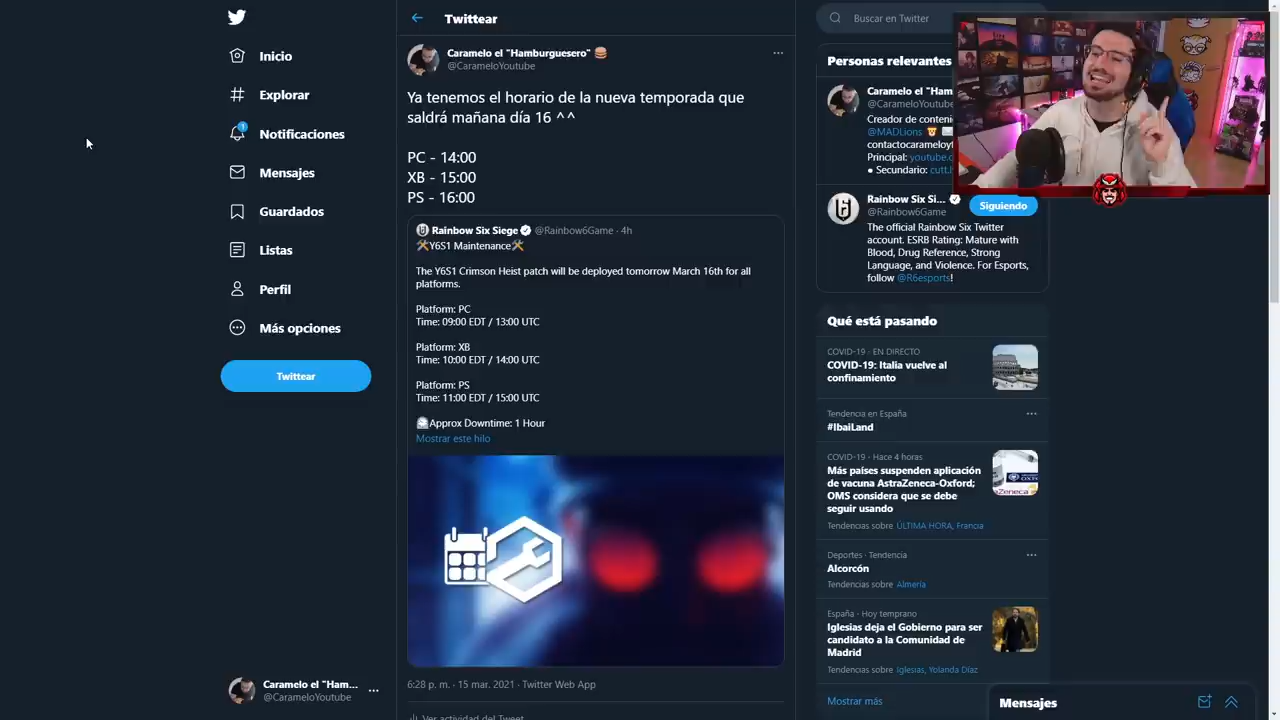 Inicio
Explorar
1
Notificaciones
Mensajes
Guardados
Listas
Perfil
Más opciones
Twittear
Caramelo el "Ham...
@CarameloYoutube
Twittear
Caramelo el "Hamburguesero" 🍔
@CarameloYoutube
Ya tenemos el horario de la nueva temporada que
saldrá mañana día 16 ^^
PC - 14:00
XB - 15:00
PS - 16:00
Rainbow Six Siege @Rainbow6Game · 4h
🛠Y6S1 Maintenance🛠
The Y6S1 Crimson Heist patch will be deployed tomorrow March 16th for all
platforms.
Platform: PC
Time: 09:00 EDT / 13:00 UTC
Platform: XB
Time: 10:00 EDT / 14:00 UTC
Platform: PS
Time: 11:00 EDT / 15:00 UTC
Approx Downtime: 1 Hour
Mostrar este hilo
6:28 p. m. · 15 mar. 2021 · Twitter Web App
Ver actividad del Tweet
Buscar en Twitter
Personas relevantes
Caramelo el "Ham
@CarameloYoutube
Creador de conteni
@MADLions
contactocarameloy
Principal: youtube.c
● Secundario: cutt.l
Rainbow Six Si...
@Rainbow6Game
Siguiendo
The official Rainbow Six Twitter
account. ESRB Rating: Mature with
Blood, Drug Reference, Strong
Language, and Violence. For Esports,
follow @R6esports!
Qué está pasando
COVID-19 · EN DIRECTO
COVID-19: Italia vuelve al
confinamiento
Tendencia en España
#IbaiLand
COVID-19 · Hace 4 horas
Más países suspenden aplicación
de vacuna AstraZeneca-Oxford;
OMS considera que se debe
seguir usando
Tendencias sobre ÚLTIMA HORA, Francia
Deportes · Tendencia
Alcorcón
Tendencias sobre Almería
España · Hoy temprano
Iglesias deja el Gobierno para ser
candidato a la Comunidad de
Madrid
Tendencias sobre Iglesias, Yolanda Díaz
Mostrar más
Mensajes